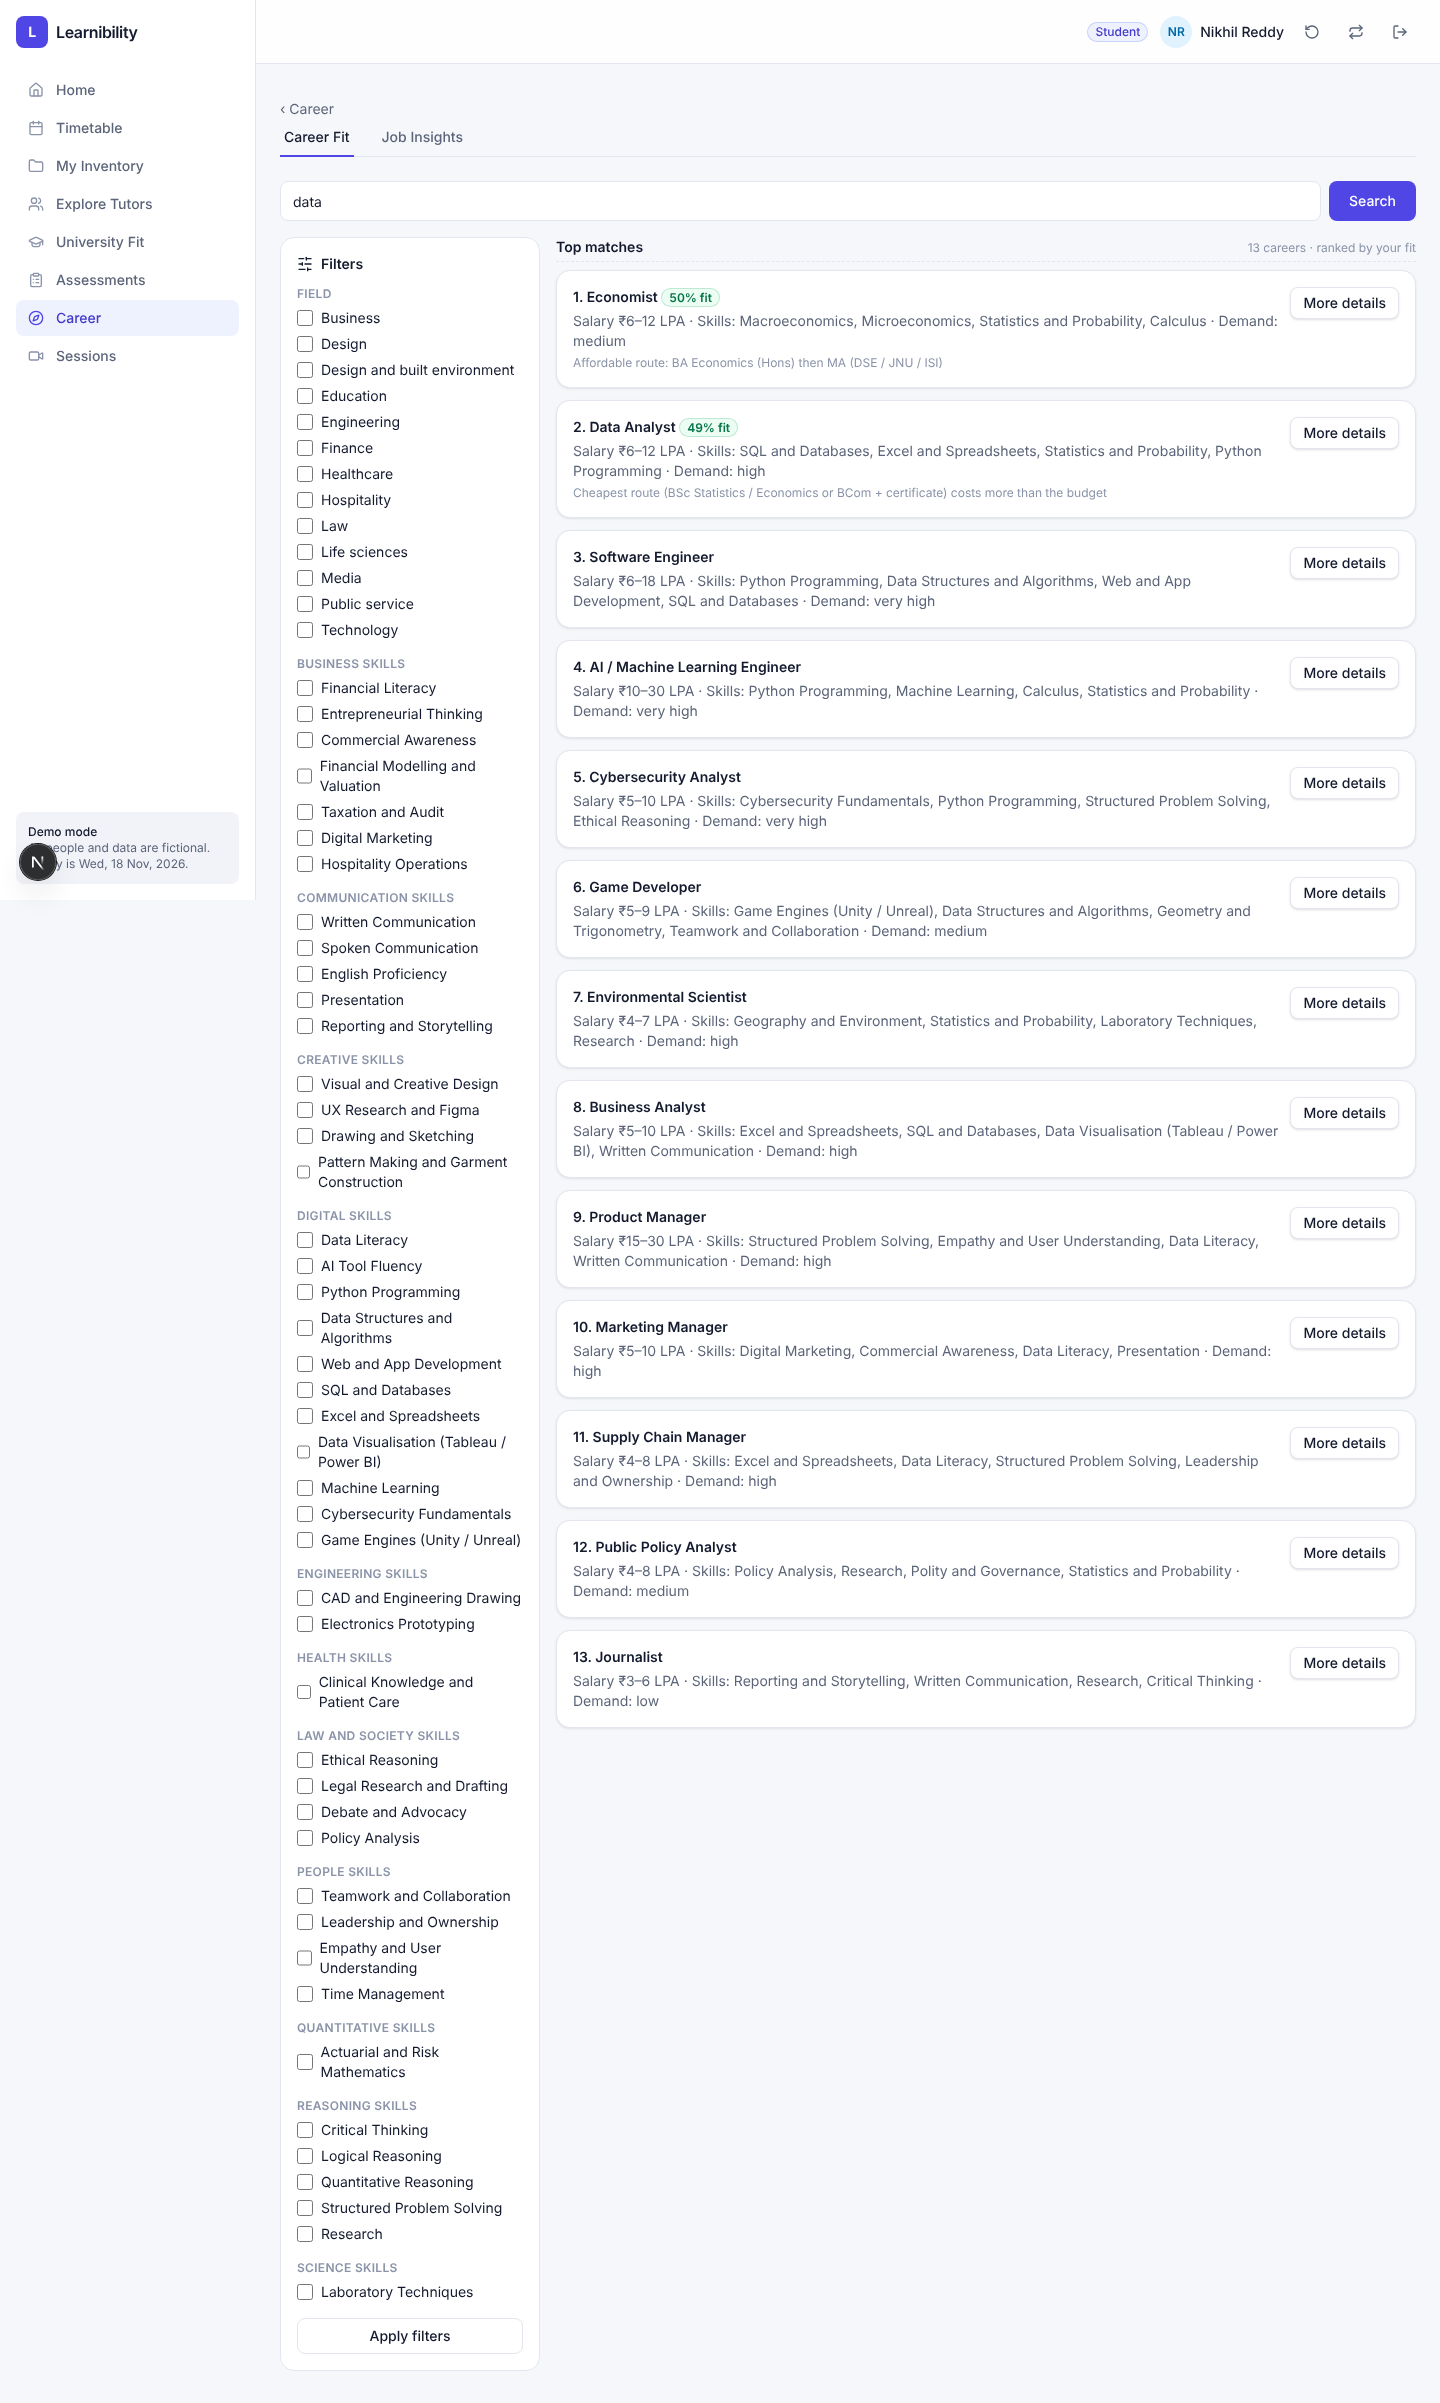 L Learnibility
Home
Timetable
My Inventory
Explore Tutors
University Fit
Assessments
Career
Sessions
Demo mode
people and data are fictional.
is Wed, 18 Nov, 2026.
N
Student NR Nikhil Reddy
‹ Career
Career Fit Job Insights
data Search
Filters
FIELD
Business
Design
Design and built environment
Education
Engineering
Finance
Healthcare
Hospitality
Law
Life sciences
Media
Public service
Technology
BUSINESS SKILLS
Financial Literacy
Entrepreneurial Thinking
Commercial Awareness
Financial Modelling and
Valuation
Taxation and Audit
Digital Marketing
Hospitality Operations
COMMUNICATION SKILLS
Written Communication
Spoken Communication
English Proficiency
Presentation
Reporting and Storytelling
CREATIVE SKILLS
Visual and Creative Design
UX Research and Figma
Drawing and Sketching
Pattern Making and Garment
Construction
DIGITAL SKILLS
Data Literacy
AI Tool Fluency
Python Programming
Data Structures and
Algorithms
Web and App Development
SQL and Databases
Excel and Spreadsheets
Data Visualisation (Tableau /
Power BI)
Machine Learning
Cybersecurity Fundamentals
Game Engines (Unity / Unreal)
ENGINEERING SKILLS
CAD and Engineering Drawing
Electronics Prototyping
HEALTH SKILLS
Clinical Knowledge and
Patient Care
LAW AND SOCIETY SKILLS
Ethical Reasoning
Legal Research and Drafting
Debate and Advocacy
Policy Analysis
PEOPLE SKILLS
Teamwork and Collaboration
Leadership and Ownership
Empathy and User
Understanding
Time Management
QUANTITATIVE SKILLS
Actuarial and Risk
Mathematics
REASONING SKILLS
Critical Thinking
Logical Reasoning
Quantitative Reasoning
Structured Problem Solving
Research
SCIENCE SKILLS
Laboratory Techniques
Apply filters
Top matches 13 careers · ranked by your fit
1. Economist 50% fit More details
Salary ₹6–12 LPA · Skills: Macroeconomics, Microeconomics, Statistics and Probability, Calculus · Demand:
medium
Affordable route: BA Economics (Hons) then MA (DSE / JNU / ISI)
2. Data Analyst 49% fit More details
Salary ₹6–12 LPA · Skills: SQL and Databases, Excel and Spreadsheets, Statistics and Probability, Python
Programming · Demand: high
Cheapest route (BSc Statistics / Economics or BCom + certificate) costs more than the budget
3. Software Engineer More details
Salary ₹6–18 LPA · Skills: Python Programming, Data Structures and Algorithms, Web and App
Development, SQL and Databases · Demand: very high
4. AI / Machine Learning Engineer More details
Salary ₹10–30 LPA · Skills: Python Programming, Machine Learning, Calculus, Statistics and Probability ·
Demand: very high
5. Cybersecurity Analyst More details
Salary ₹5–10 LPA · Skills: Cybersecurity Fundamentals, Python Programming, Structured Problem Solving,
Ethical Reasoning · Demand: very high
6. Game Developer More details
Salary ₹5–9 LPA · Skills: Game Engines (Unity / Unreal), Data Structures and Algorithms, Geometry and
Trigonometry, Teamwork and Collaboration · Demand: medium
7. Environmental Scientist More details
Salary ₹4–7 LPA · Skills: Geography and Environment, Statistics and Probability, Laboratory Techniques,
Research · Demand: high
8. Business Analyst More details
Salary ₹5–10 LPA · Skills: Excel and Spreadsheets, SQL and Databases, Data Visualisation (Tableau / Power
BI), Written Communication · Demand: high
9. Product Manager More details
Salary ₹15–30 LPA · Skills: Structured Problem Solving, Empathy and User Understanding, Data Literacy,
Written Communication · Demand: high
10. Marketing Manager More details
Salary ₹5–10 LPA · Skills: Digital Marketing, Commercial Awareness, Data Literacy, Presentation · Demand:
high
11. Supply Chain Manager More details
Salary ₹4–8 LPA · Skills: Excel and Spreadsheets, Data Literacy, Structured Problem Solving, Leadership
and Ownership · Demand: high
12. Public Policy Analyst More details
Salary ₹4–8 LPA · Skills: Policy Analysis, Research, Polity and Governance, Statistics and Probability ·
Demand: medium
13. Journalist More details
Salary ₹3–6 LPA · Skills: Reporting and Storytelling, Written Communication, Research, Critical Thinking ·
Demand: low